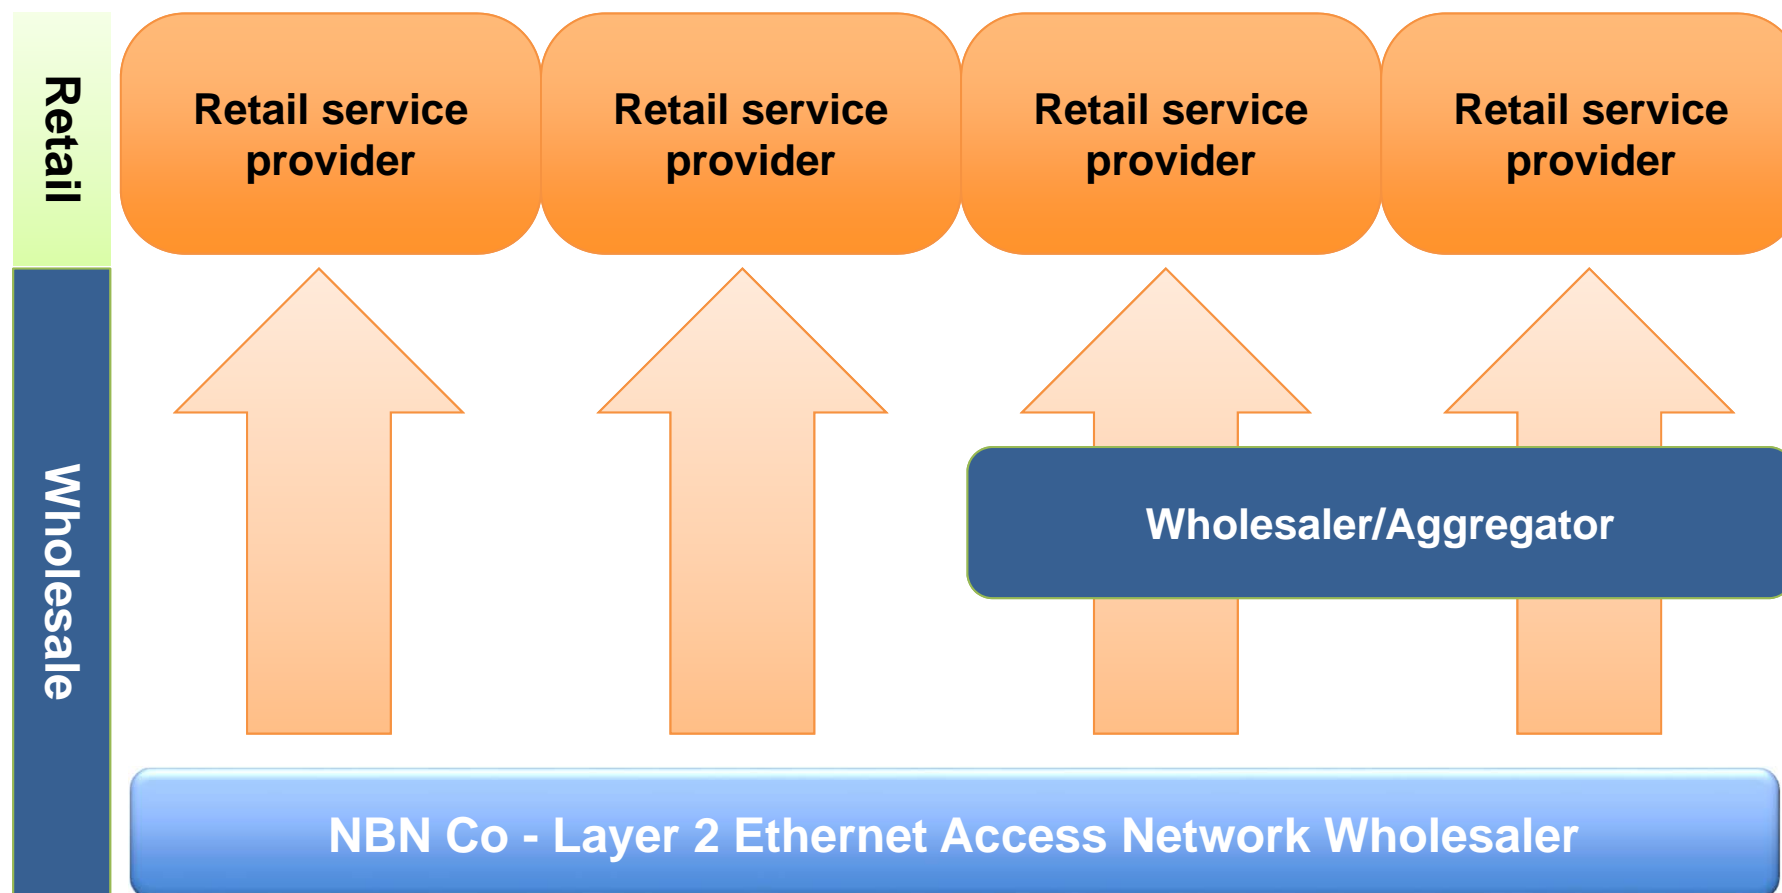 Retail
Retail service
provider
Retail service
provider
Retail service
provider
Retail service
provider
Wholesale
Wholesaler/Aggregator
NBN Co - Layer 2 Ethernet Access Network Wholesaler